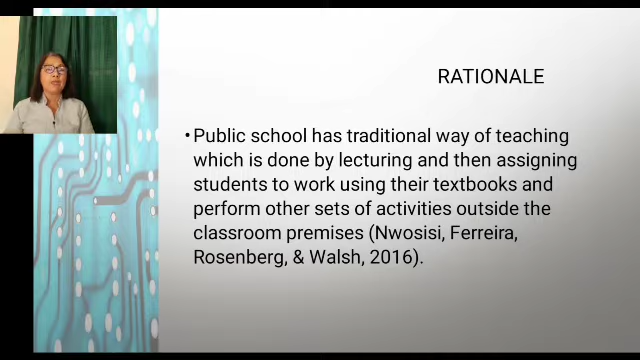 RATIONALE
• Public school has traditional way of teaching
which is done by lecturing and then assigning
students to work using their textbooks and
perform other sets of activities outside the
classroom premises (Nwosisi, Ferreira,
Rosenberg, & Walsh, 2016).